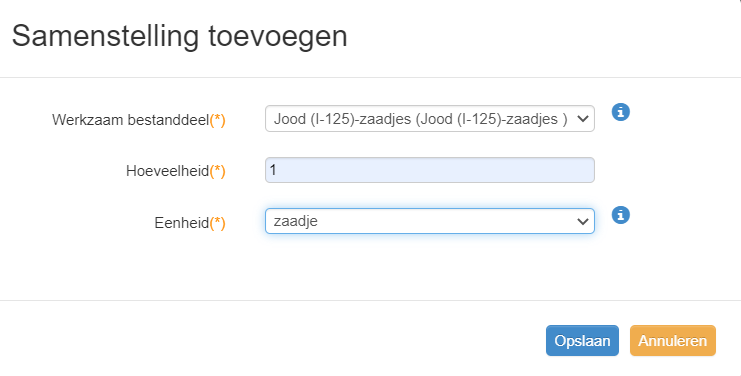 Samenstelling toevoegen
Werkzaam bestanddeel(*) Jood (I-125)-zaadjes (Jood (I-125)-zaadjes )
Hoeveelheid(*) 1
Eenheid(*) zaadje
Opslaan Annuleren